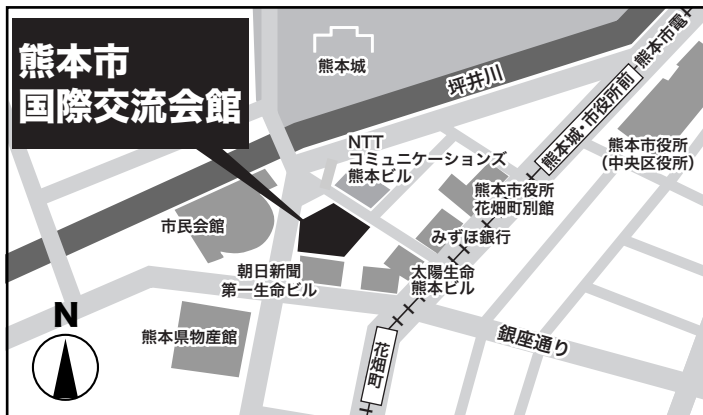 熊本市
国際交流会館
熊本城
坪井川
熊本城・市役所前
熊本市電
NTT
コミュニケーションズ
熊本ビル
熊本市役所
(中央区役所)
熊本市役所
花畑町別館
市民会館
みずほ銀行
朝日新聞
第一生命ビル
太陽生命
熊本ビル
熊本県物産館
銀座通り
花畑町
N